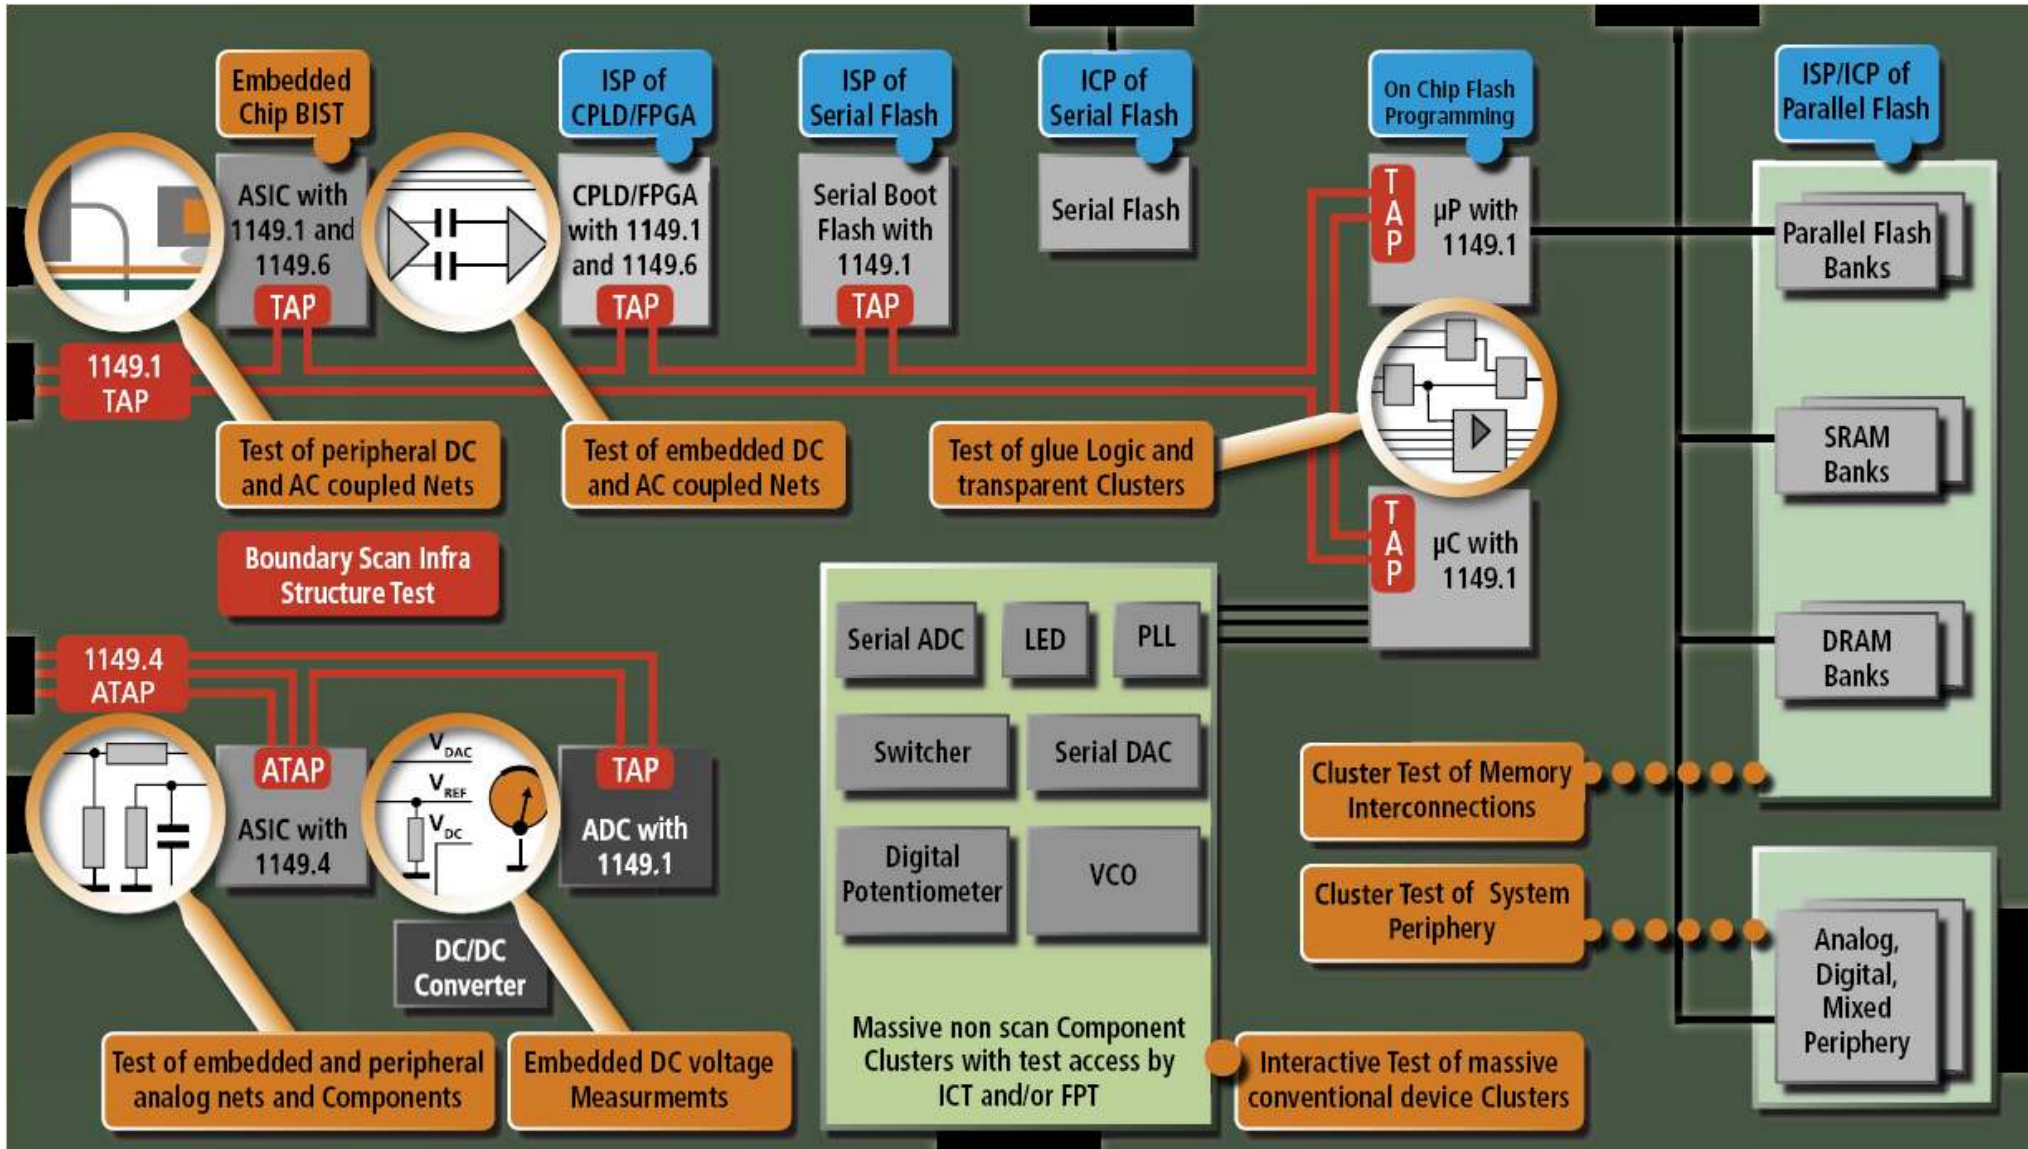 Embedded
Chip BIST
ISP of
CPLD/FPGA
ISP of
Serial Flash
ICP of
Serial Flash
On Chip Flash
Programming
ISP/ICP of
Parallel Flash
ASIC with
1149.1 and
1149.6
TAP
CPLD/FPGA
with 1149.1
and 1149.6
TAP
Serial Boot
Flash with
1149.1
TAP
Serial Flash
T
A
P
µP with
1149.1
Parallel Flash
Banks
1149.1
TAP
Test of peripheral DC
and AC coupled Nets
Test of embedded DC
and AC coupled Nets
Test of glue Logic and
transparent Clusters
SRAM
Banks
Boundary Scan Infra
Structure Test
T
A
P
µC with
1149.1
Serial ADC
LED
PLL
DRAM
Banks
1149.4
ATAP
ATAP
ASIC with
1149.4
VDAC
VREF
VDC
TAP
ADC with
1149.1
Switcher
Serial DAC
Cluster Test of Memory
Interconnections
Digital
Potentiometer
VCO
Cluster Test of System
Periphery
DC/DC
Converter
Analog,
Digital,
Mixed
Periphery
Massive non scan Component
Clusters with test access by
ICT and/or FPT
Test of embedded and peripheral
analog nets and Components
Embedded DC voltage
Measurmemts
Interactive Test of massive
conventional device Clusters